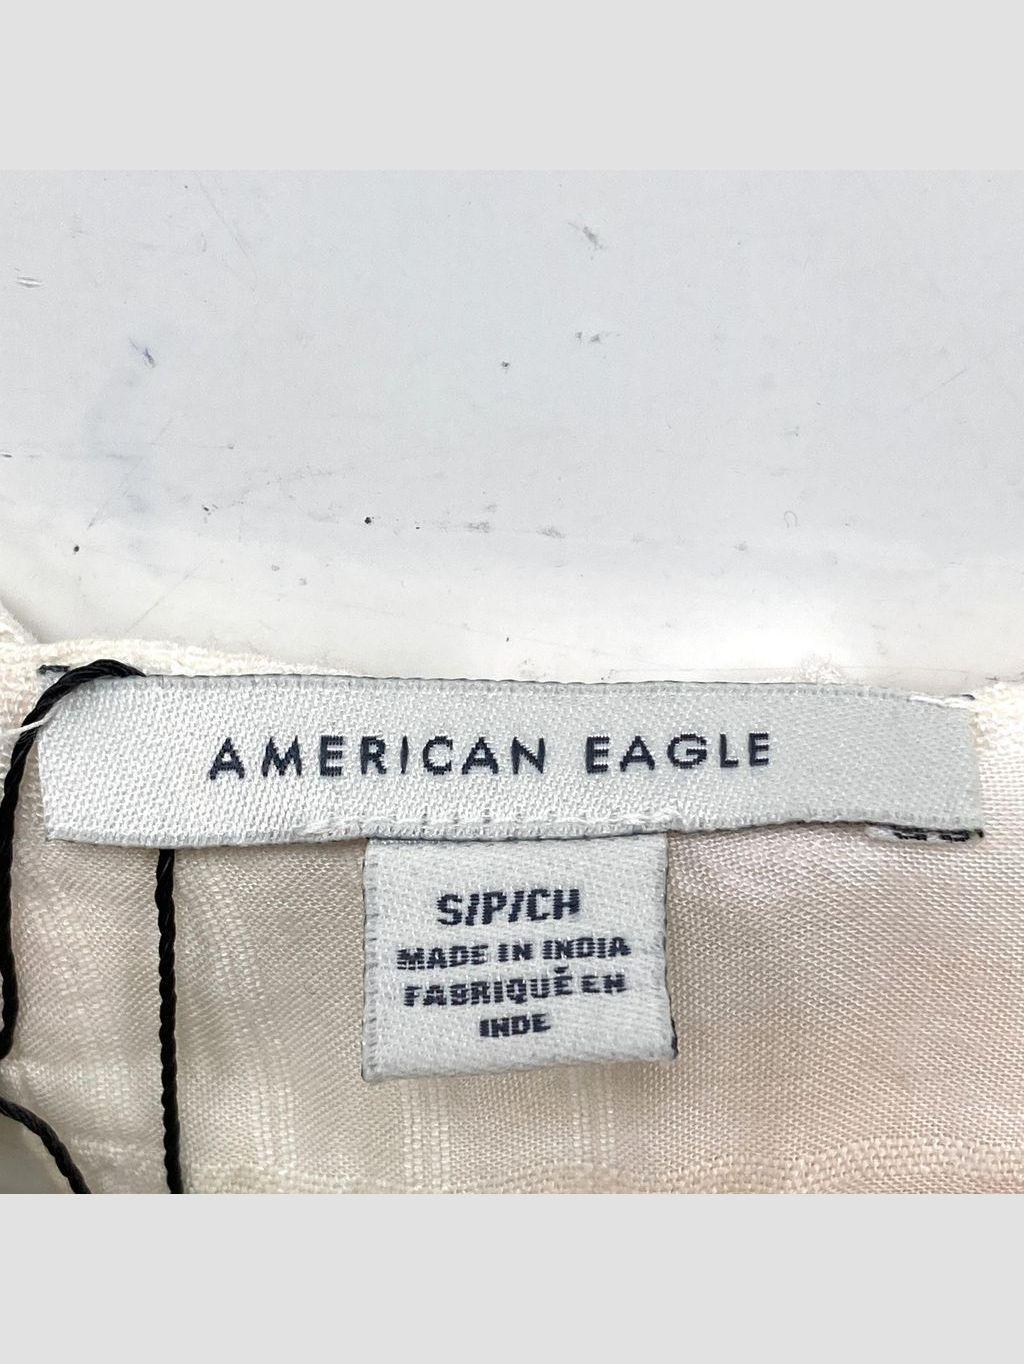 AMERICAN EAGLE
S/P/CH
MADE IN INDIA
FABRIQUÉ EN
INDE